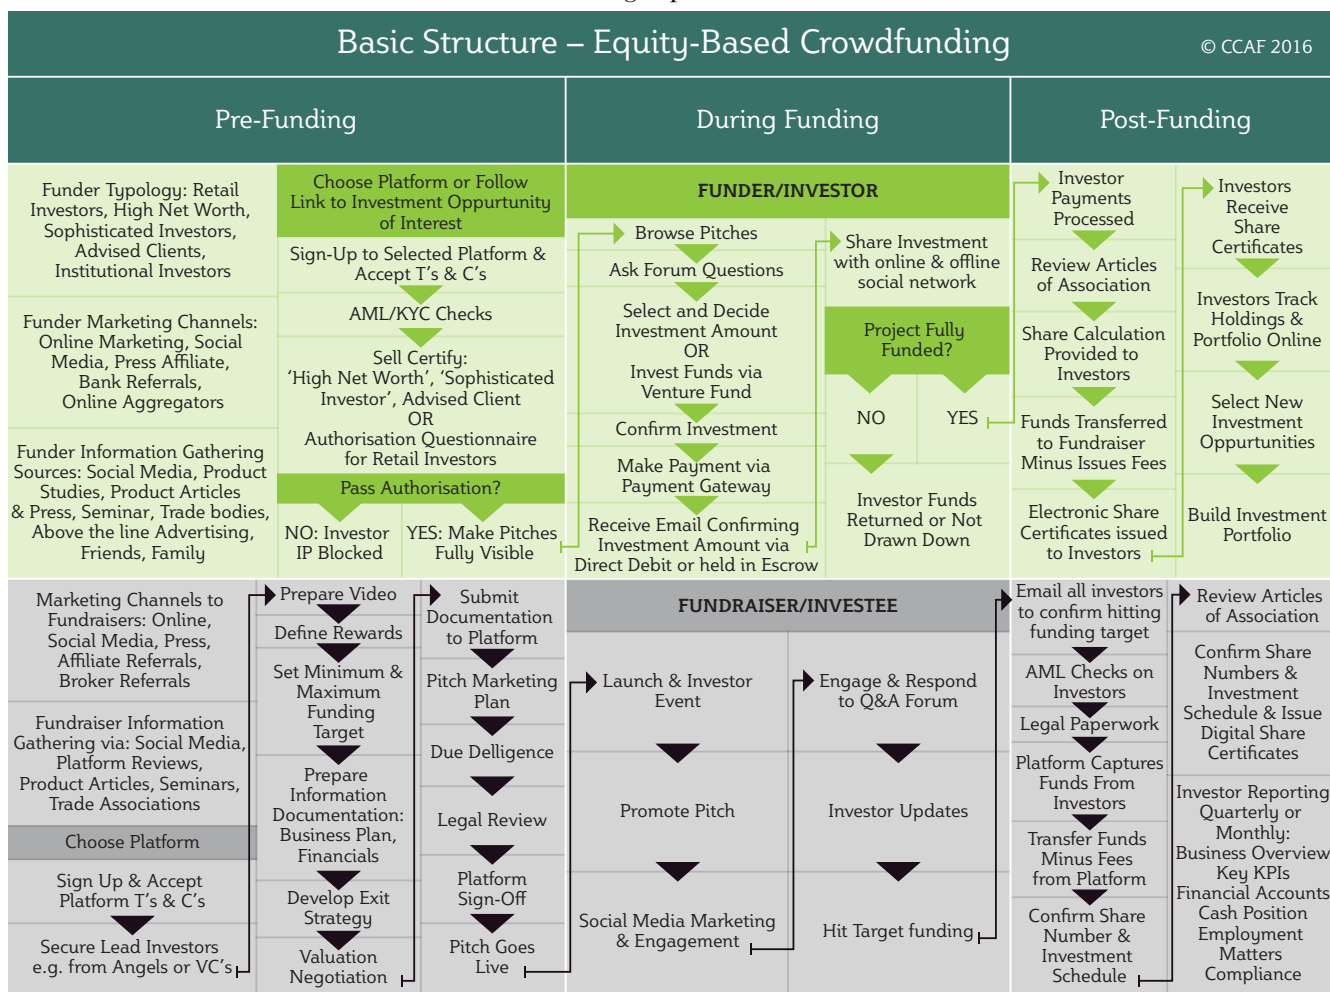 Basic Structure – Equity-Based Crowdfunding
© CCAF 2016
Pre-Funding
During Funding
Post-Funding
Funder Typology: Retail
Investors, High Net Worth,
Sophisticated Investors,
Advised Clients,
Institutional Investors
Funder Marketing Channels:
Online Marketing, Social
Media, Press Affiliate,
Bank Referrals,
Online Aggregators
Funder Information Gathering
Sources: Social Media, Product
Studies, Product Articles
& Press, Seminar, Trade bodies,
Above the line Advertising,
Friends, Family
Choose Platform or Follow
Link to Investment Oppurtunity
of Interest
Sign-Up to Selected Platform &
Accept T's & C's
AML/KYC Checks
Sell Certify:
'High Net Worth', 'Sophisticated
Investor', Advised Client
OR
Authorisation Questionnaire
for Retail Investors
Pass Authorisation?
NO: Investor
IP Blocked
YES: Make Pitches
Fully Visible
FUNDER/INVESTOR
Browse Pitches
Ask Forum Questions
Select and Decide
Investment Amount
OR
Invest Funds via
Venture Fund
Confirm Investment
Make Payment via
Payment Gateway
Receive Email Confirming
Investment Amount via
Direct Debit or held in Escrow
Share Investment
with online & offline
social network
Project Fully
Funded?
NO
YES
Investor Funds
Returned or Not
Drawn Down
Investor
Payments
Processed
Review Articles
of Association
Share Calculation
Provided to
Investors
Funds Transferred
to Fundraiser
Minus Issues Fees
Electronic Share
Certificates issued
to Investors
Investors
Receive
Share
Certificates
Investors Track
Holdings &
Portfolio Online
Select New
Investment
Oppurtunities
Build Investment
Portfolio
Marketing Channels to
Fundraisers: Online,
Social Media, Press,
Affiliate Referrals,
Broker Referrals
Fundraiser Information
Gathering via: Social Media,
Platform Reviews,
Product Articles, Seminars,
Trade Associations
Choose Platform
Sign Up & Accept
Platform T's & C's
Secure Lead Investors
e.g. from Angels or VC's
Prepare Video
Define Rewards
Set Minimum &
Maximum
Funding
Target
Prepare
Information
Documentation:
Business Plan,
Financials
Develop Exit
Strategy
Valuation
Negotiation
Submit
Documentation
to Platform
Pitch Marketing
Plan
Due Delligence
Legal Review
Platform
Sign-Off
Pitch Goes
Live
FUNDRAISER/INVESTEE
Launch & Investor
Event
Promote Pitch
Social Media Marketing
& Engagement
Engage & Respond
to Q&A Forum
Investor Updates
Hit Target funding
Email all investors
to confirm hitting
funding target
AML Checks on
Investors
Legal Paperwork
Platform Captures
Funds From
Investors
Transfer Funds
Minus Fees
from Platform
Confirm Share
Number &
Investment
Schedule
Review Articles
of Association
Confirm Share
Numbers &
Investment
Schedule & Issue
Digital Share
Certificates
Investor Reporting
Quarterly or
Monthly:
Business Overview
Key KPIs
Financial Accounts
Cash Position
Employment
Matters
Compliance